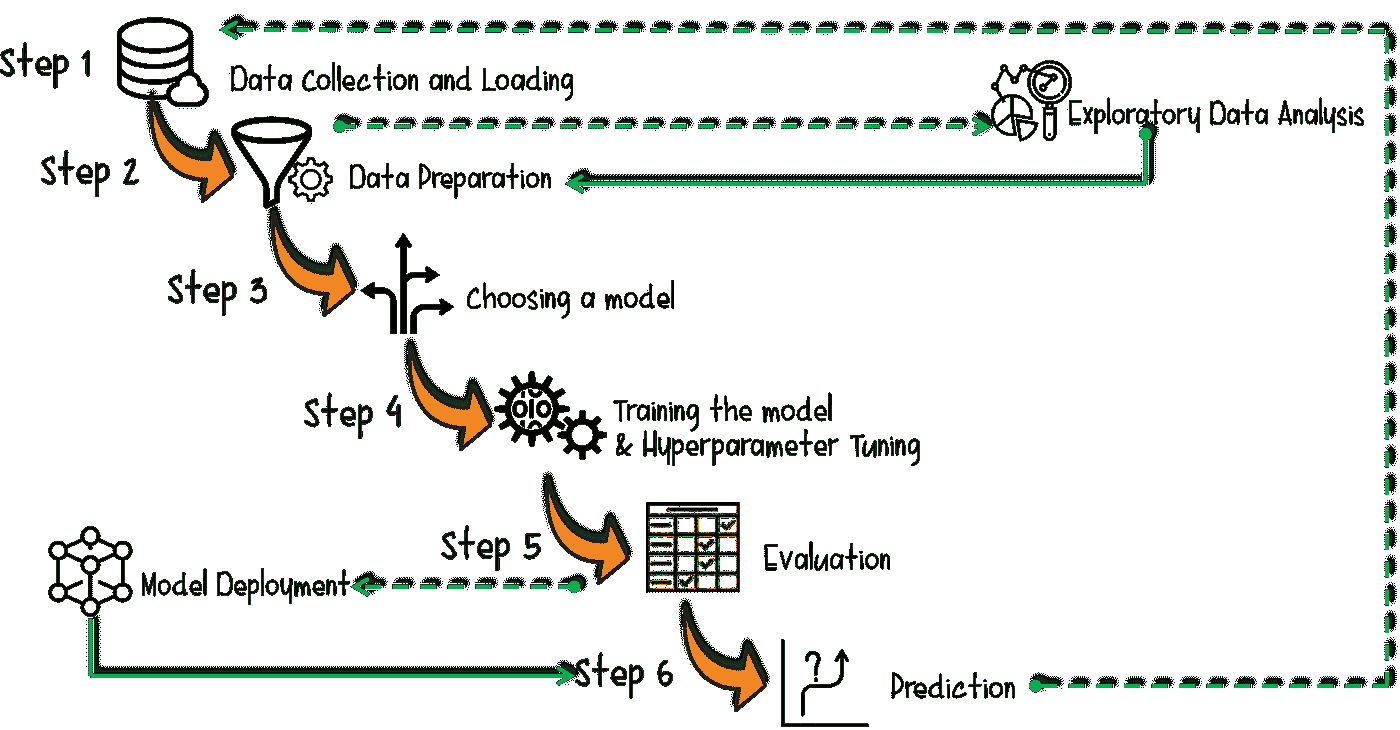 Step 1
Data Collection and Loading
Exploratory Data Analysis
Step 2
Data Preparation
Step 3
Choosing a model
Step 4
010
Training the model
& Hyperparameter Tuning
Step 5
Evaluation
Model Deployment
Step 6
?
Prediction